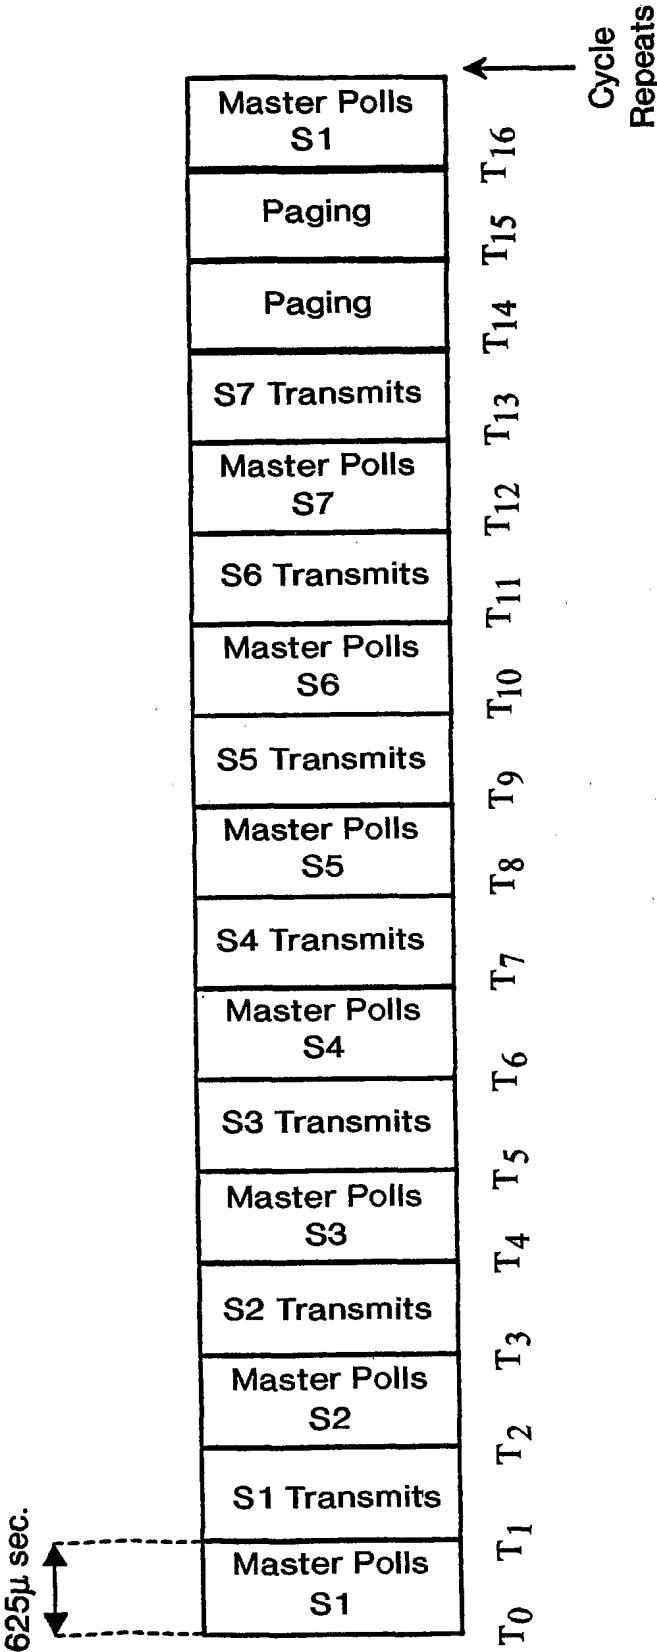 Cycle
Repeats
Master Polls
S1
T16
Paging
T15
Paging
T14
S7 Transmits
T13
Master Polls
S7
T12
S6 Transmits
T11
Master Polls
S6
T10
S5 Transmits
T9
Master Polls
S5
T8
S4 Transmits
T7
Master Polls
S4
T6
S3 Transmits
T5
Master Polls
S3
T4
S2 Transmits
T3
Master Polls
S2
T2
S1 Transmits
T1
Master Polls
S1
T0
625μ sec.